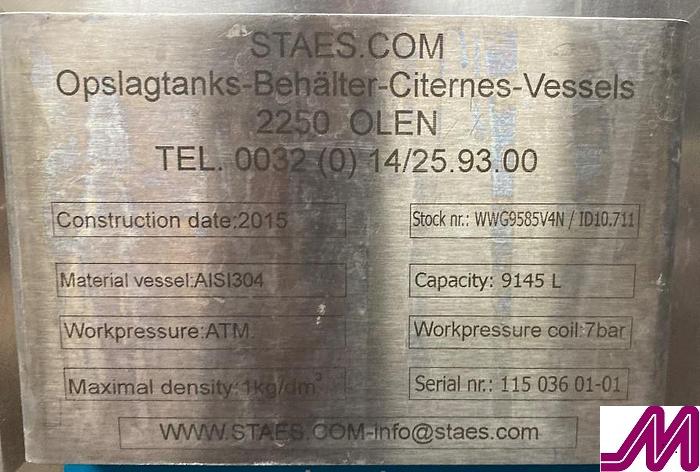 STAES.COM
Opslagtanks-Behälter-Citernes-Vessels
2250 OLEN
TEL. 0032 (0) 14/25.93.00
Construction date:2015
Stock nr.: WWG9585V4N / ID10.711
Material vessel:AISI304
Capacity: 9145 L
Workpressure:ATM.
Workpressure coil:7bar
Maximal density:1kg/dm³
Serial nr.: 115 036 01-01
WWW.STAES.COM-info@staes.com
M